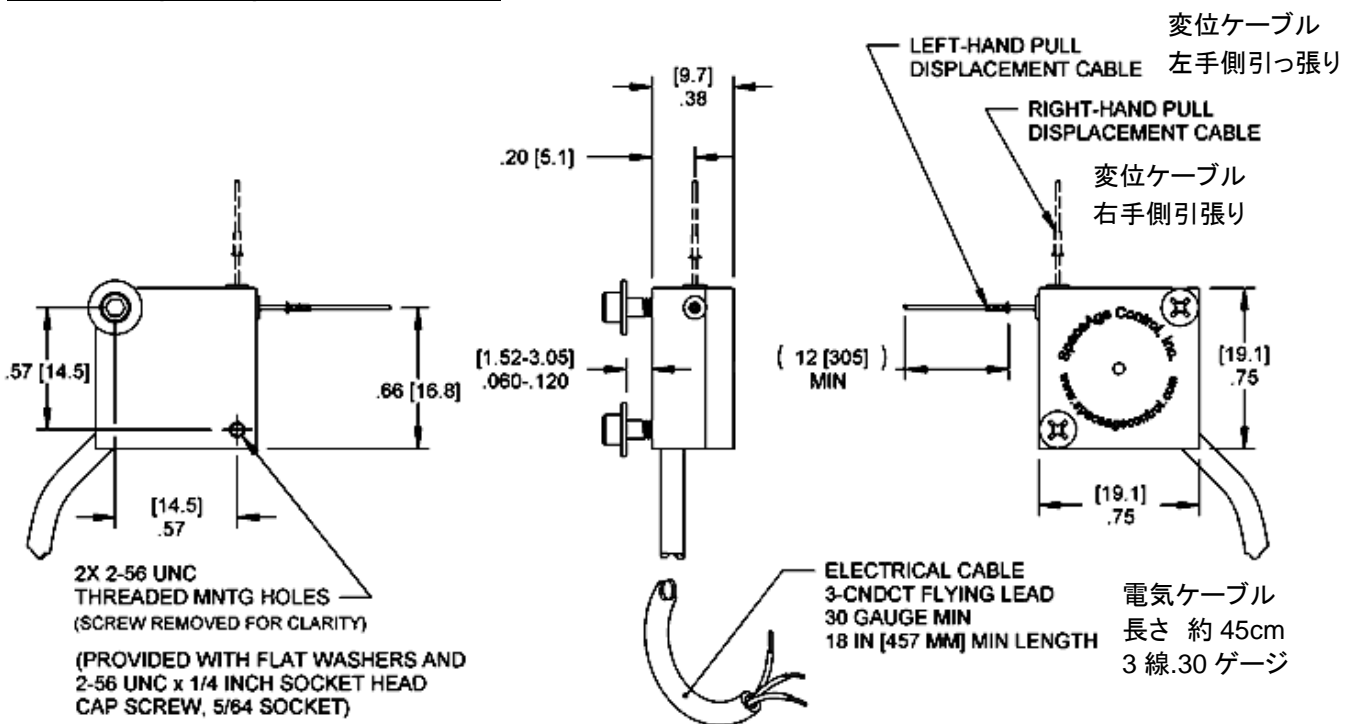 LEFT-HAND PULL
DISPLACEMENT CABLE
変位ケーブル
左手側引っ張り
RIGHT-HAND PULL
DISPLACEMENT CABLE
変位ケーブル
右手側引張り
[9.7]
.38
.20 [5.1]
.57 [14.5]
.66 [16.8]
[14.5]
.57
[1.52-3.05]
.060-.120
( 12 [305] )
MIN
SpaceAge Control, Inc.
www.spaceagecontrol.com
[19.1]
.75
[19.1]
.75
2X 2-56 UNC
THREADED MNTG HOLES
(SCREW REMOVED FOR CLARITY)
(PROVIDED WITH FLAT WASHERS AND
2-56 UNC x 1/4 INCH SOCKET HEAD
CAP SCREW, 5/64 SOCKET)
ELECTRICAL CABLE
3-CNDCT FLYING LEAD
30 GAUGE MIN
18 IN [457 MM] MIN LENGTH
電気ケーブル
長さ 約 45cm
3 線.30 ゲージ